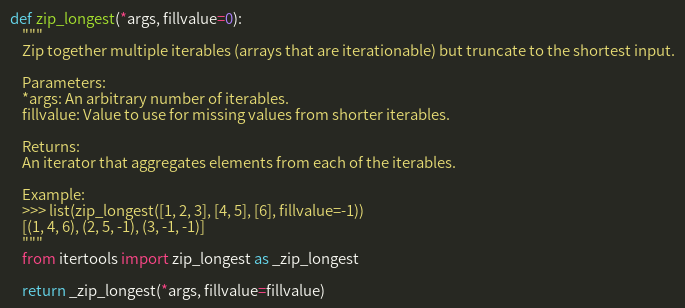 def zip_longest(*args, fillvalue=0):
"""
Zip together multiple iterables (arrays that are iterationable) but truncate to the shortest input.
Parameters:
*args: An arbitrary number of iterables.
fillvalue: Value to use for missing values from shorter iterables.
Returns:
An iterator that aggregates elements from each of the iterables.
Example:
>>> list(zip_longest([1, 2, 3], [4, 5], [6], fillvalue=-1))
[(1, 4, 6), (2, 5, -1), (3, -1, -1)]
"""
from itertools import zip_longest as _zip_longest
return _zip_longest(*args, fillvalue=fillvalue)